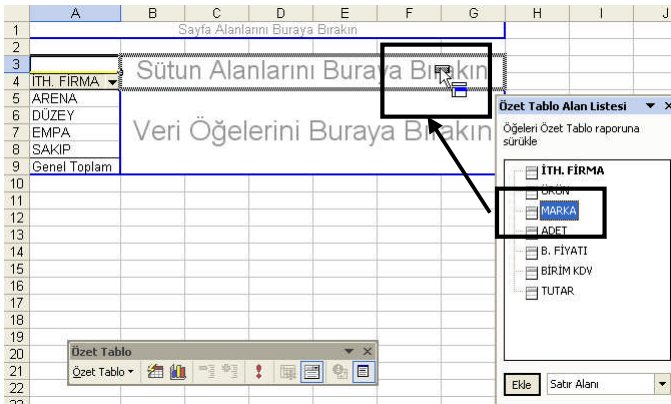 A B C D E F G H I J
1 Sayfa Alanlarını Buraya Bırakın
2
3 Sütun Alanlarını Buraya Bırakın
4 İTH. FİRMA
5 ARENA
6 DÜZEY
7 EMPA Veri Öğelerini Buraya Bırakın
8 SAKIP
9 Genel Toplam
10
11
12
13
14
15
16
17
18
19
20
21
22
23
Özet Tablo Alan Listesi
Öğeleri Özet Tablo raporuna
sürükle
İTH. FİRMA
ÜRÜN
MARKA
ADET
B. FİYATI
BİRİM KDV
TUTAR
Ekle Satır Alanı
Özet Tablo
Özet Tablo